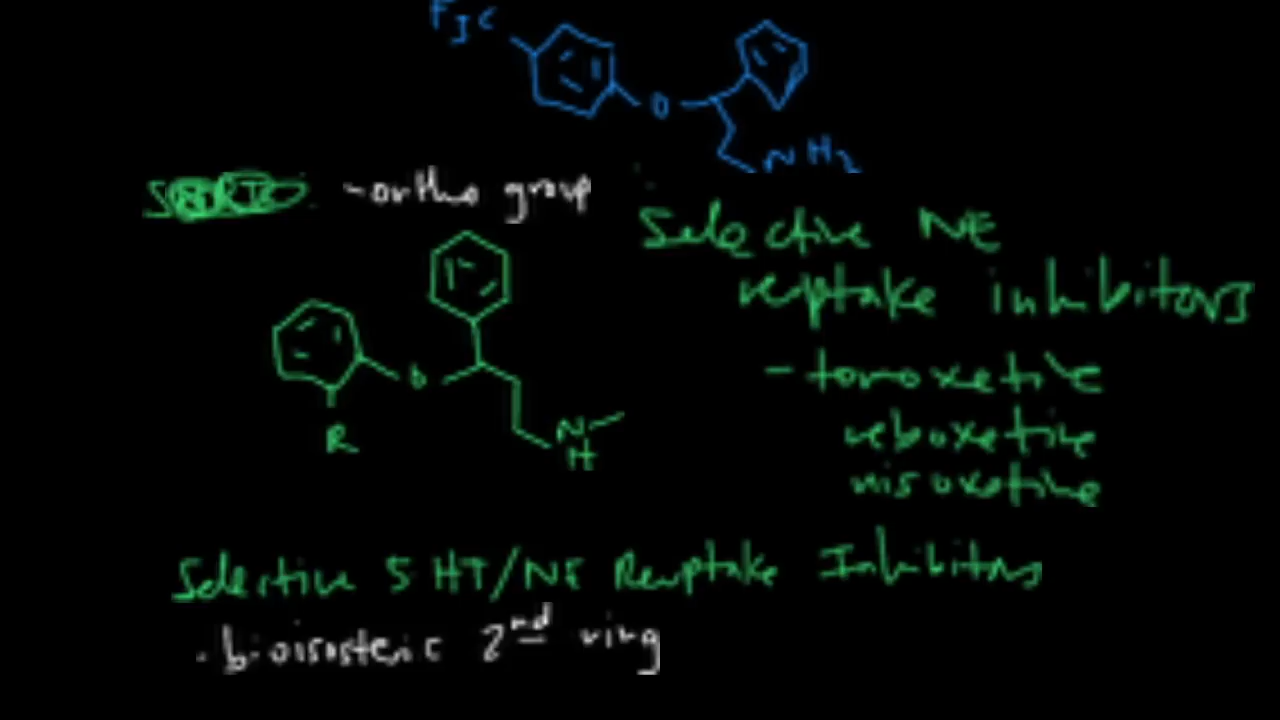 F3C
O
NH2
- ortho group
Selective NE
reuptake inhibitors
- tomoxetine
reboxetine
nisoxetine
O
R
N
H
Selective 5HT/NE Reuptake Inhibitors
. bioisosteric 2nd ring